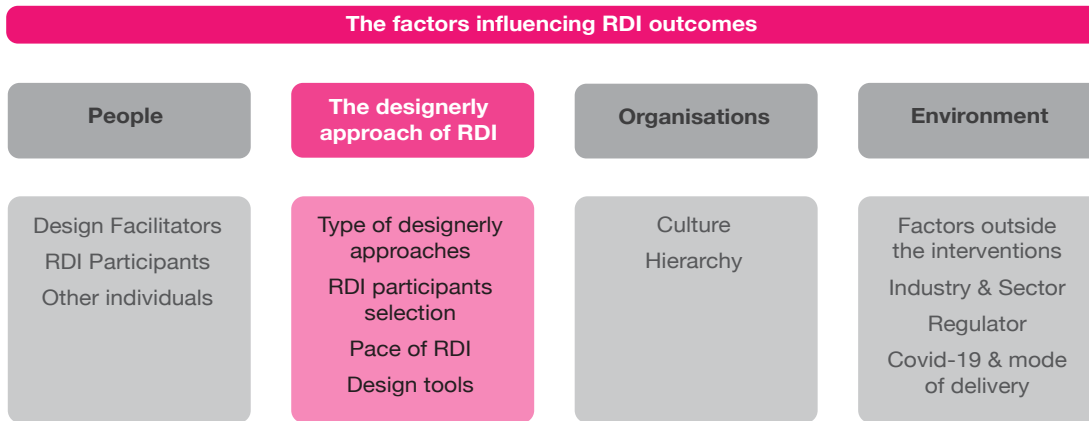 The factors influencing RDI outcomes
People
The designerly
approach of RDI
Organisations
Environment
Design Facilitators
RDI Participants
Other individuals
Type of designerly
approaches
RDI participants
selection
Pace of RDI
Design tools
Culture
Hierarchy
Factors outside
the interventions
Industry & Sector
Regulator
Covid-19 & mode
of delivery